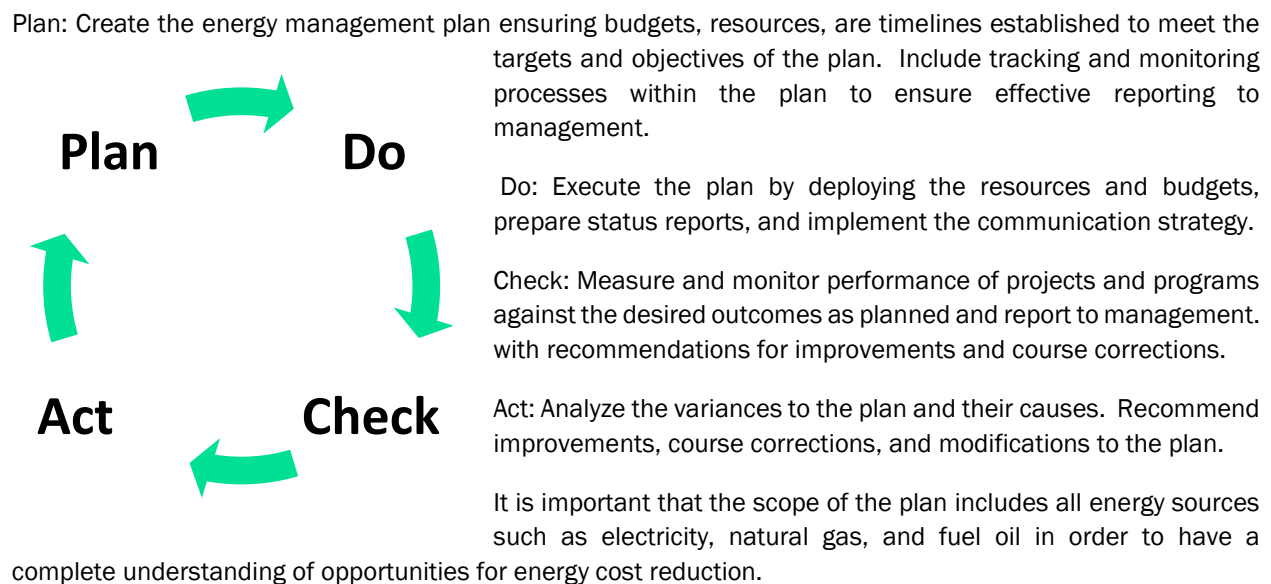 Plan: Create the energy management plan ensuring budgets, resources, are timelines established to meet the
targets and objectives of the plan. Include tracking and monitoring
processes within the plan to ensure effective reporting to
management.
Plan
Do
Do: Execute the plan by deploying the resources and budgets,
prepare status reports, and implement the communication strategy.
Check: Measure and monitor performance of projects and programs
against the desired outcomes as planned and report to management.
with recommendations for improvements and course corrections.
Act
Check
Act: Analyze the variances to the plan and their causes. Recommend
improvements, course corrections, and modifications to the plan.
It is important that the scope of the plan includes all energy sources
such as electricity, natural gas, and fuel oil in order to have a
complete understanding of opportunities for energy cost reduction.